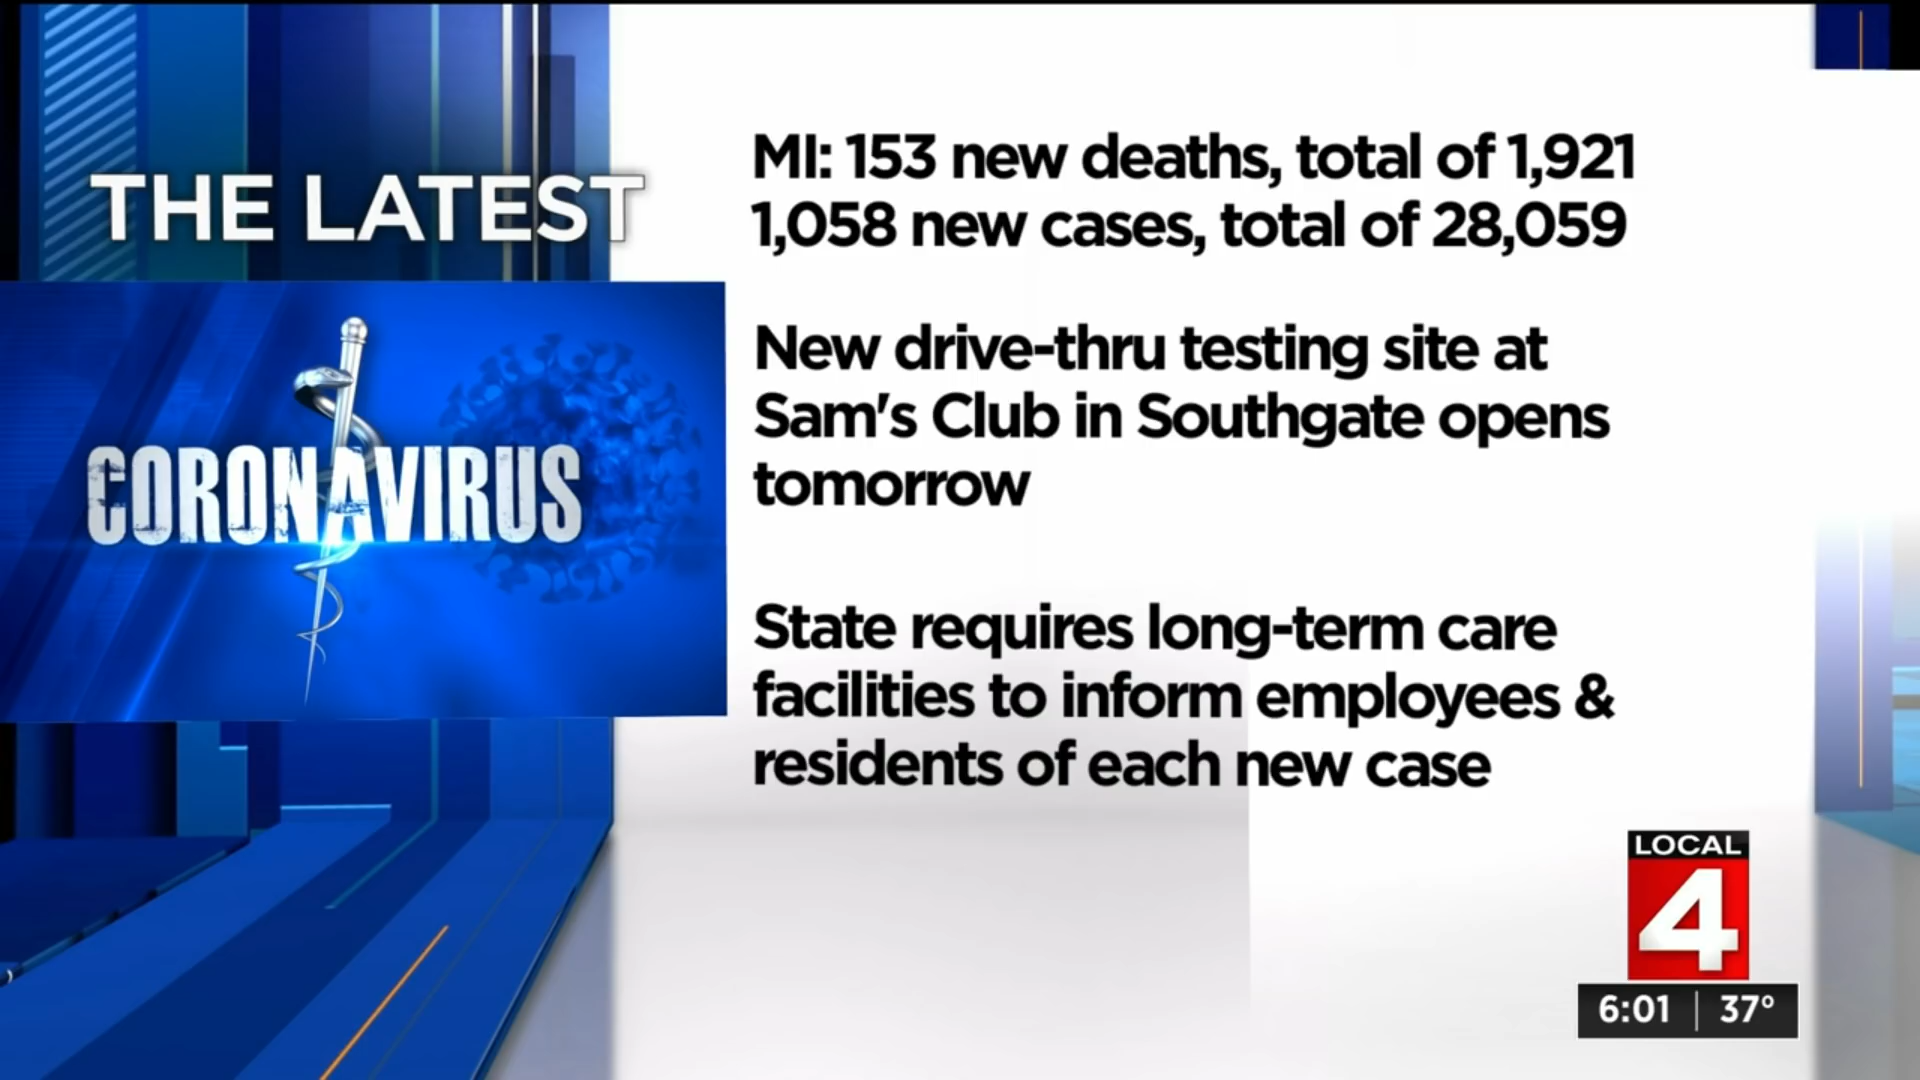 THE LATEST
CORONAVIRUS
MI: 153 new deaths, total of 1,921
1,058 new cases, total of 28,059
New drive-thru testing site at
Sam's Club in Southgate opens
tomorrow
State requires long-term care
facilities to inform employees &
residents of each new case
LOCAL
4
6:01 | 37°